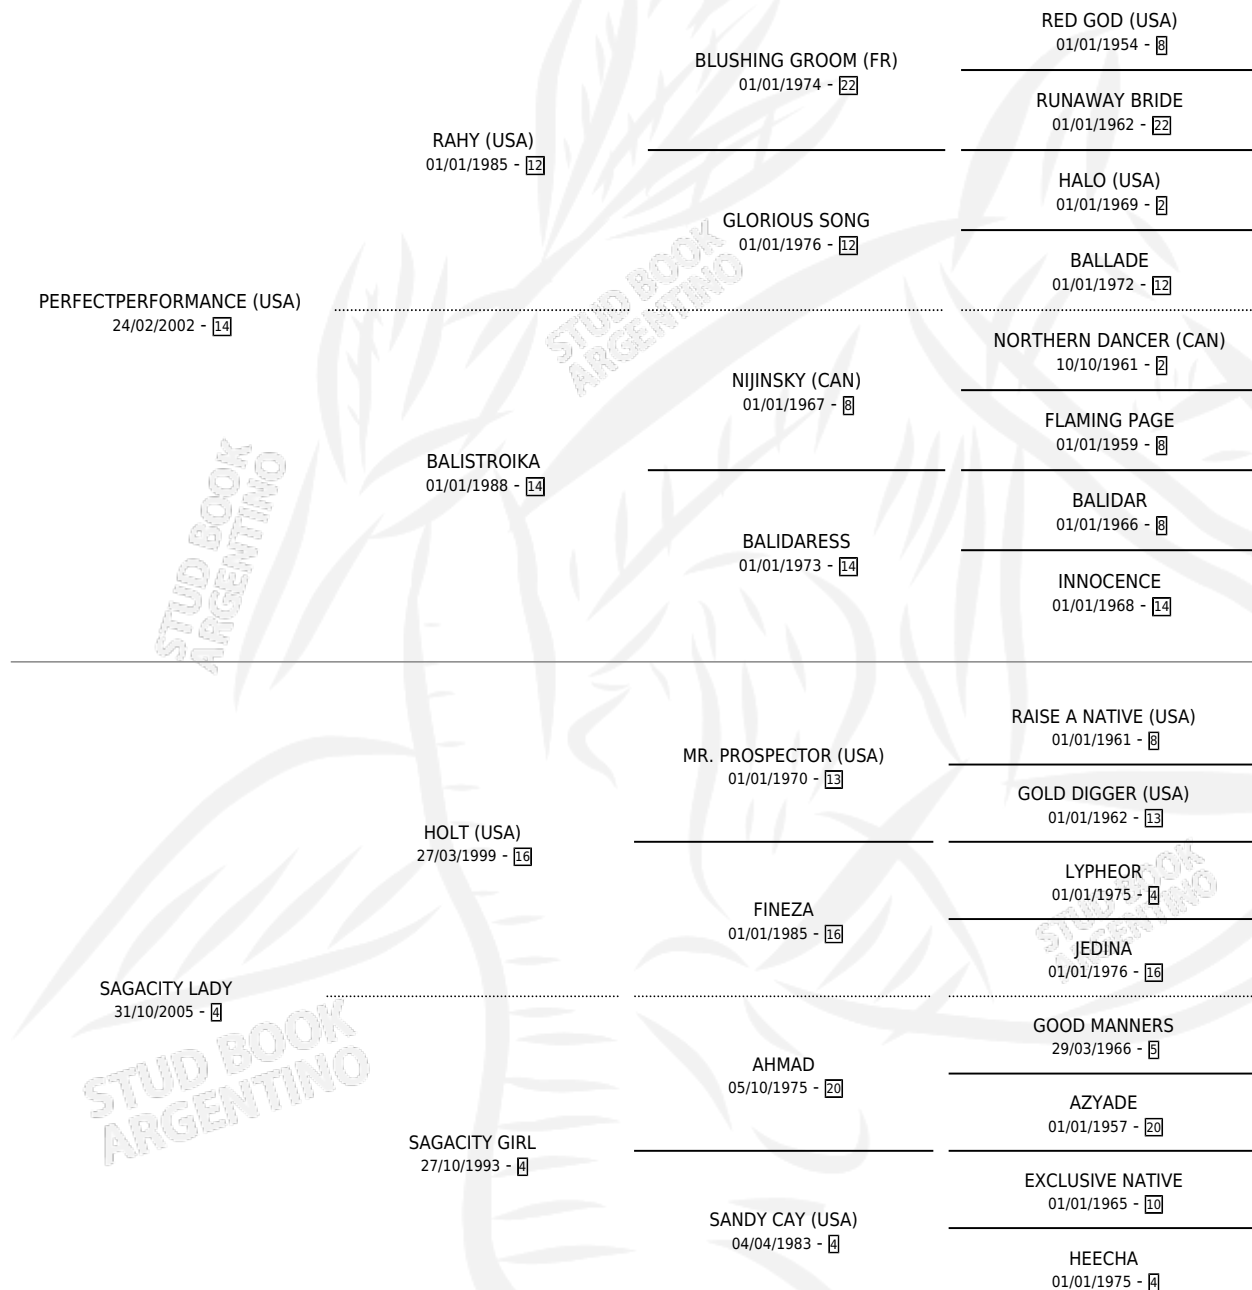 RED GOD (USA)
01/01/1954 - 8
BLUSHING GROOM (FR)
01/01/1974 - 22
RUNAWAY BRIDE
01/01/1962 - 22
RAHY (USA)
01/01/1985 - 12
HALO (USA)
01/01/1969 - 2
GLORIOUS SONG
01/01/1976 - 12
BALLADE
01/01/1972 - 12
PERFECTPERFORMANCE (USA)
24/02/2002 - 14
NORTHERN DANCER (CAN)
10/10/1961 - 2
NIJINSKY (CAN)
01/01/1967 - 8
FLAMING PAGE
01/01/1959 - 8
BALISTROIKA
01/01/1988 - 14
BALIDAR
01/01/1966 - 8
BALIDARESS
01/01/1973 - 14
INNOCENCE
01/01/1968 - 14
STUD BOOK
ARGENTINO
STUD BOOK
ARGENTINO
RAISE A NATIVE (USA)
01/01/1961 - 8
MR. PROSPECTOR (USA)
01/01/1970 - 13
GOLD DIGGER (USA)
01/01/1962 - 13
HOLT (USA)
27/03/1999 - 16
LYPHEOR
01/01/1975 - 4
FINEZA
01/01/1985 - 16
JEDINA
01/01/1976 - 16
SAGACITY LADY
31/10/2005 - 4
GOOD MANNERS
29/03/1966 - 5
AHMAD
05/10/1975 - 20
AZYADE
01/01/1957 - 20
SAGACITY GIRL
27/10/1993 - 4
EXCLUSIVE NATIVE
01/01/1965 - 10
SANDY CAY (USA)
04/04/1983 - 4
HEECHA
01/01/1975 - 4
STUD BOOK
ARGENTINO
STUD BOOK
ARGENTINO